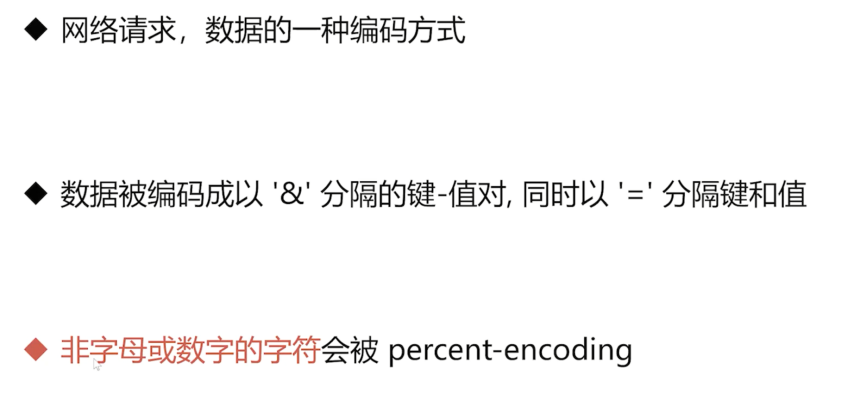 ◆ 网络请求，数据的一种编码方式
◆ 数据被编码成以 '&' 分隔的键-值对, 同时以 '=' 分隔键和值
◆ 非字母或数字的字符会被 percent-encoding